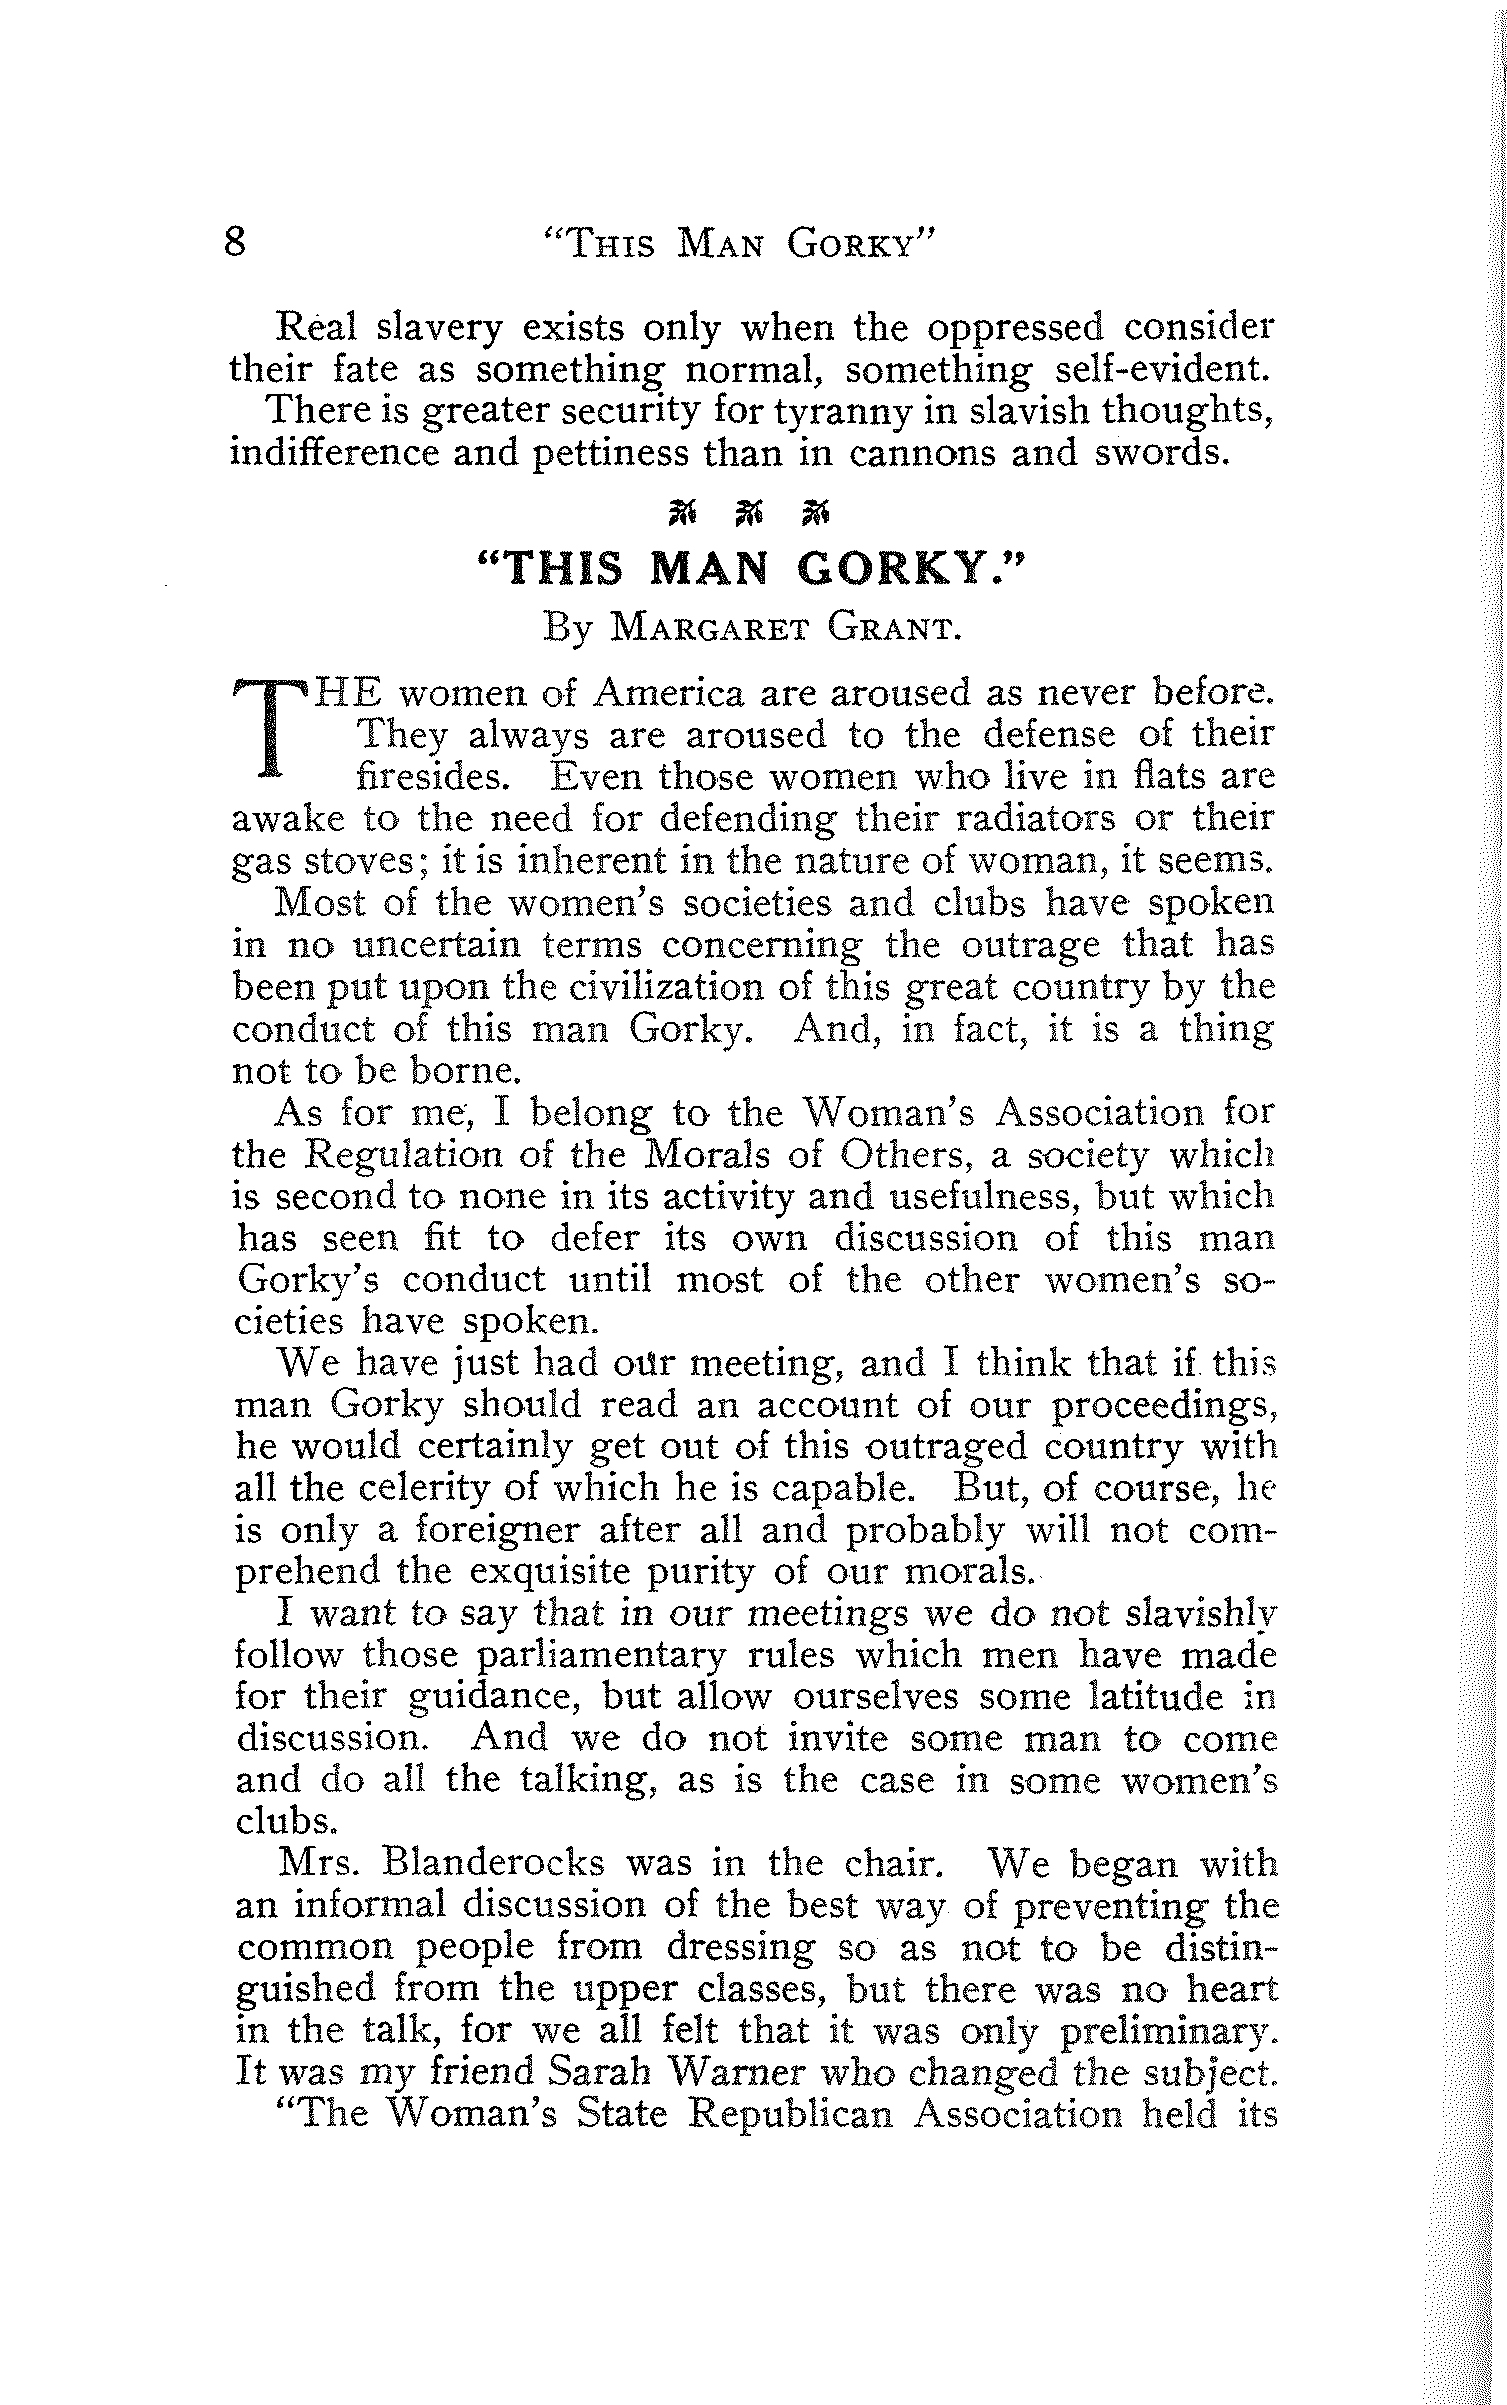 8 "THIS MAN GORKY"
Real slavery exists only when the oppressed consider
their fate as something normal, something self-evident.
There is greater security for tyranny in slavish thoughts,
indifference and pettiness than in cannons and swords.
"THIS MAN GORKY."
By MARGARET GRANT.
THE women of America are aroused as never before.
They always are aroused to the defense of their
firesides. Even those women who live in flats are
awake to the need for defending their radiators or their
gas stoves; it is inherent in the nature of woman, it seems.
Most of the women's societies and clubs have spoken
in no uncertain terms concerning the outrage that has
been put upon the civilization of this great country by the
conduct of this man Gorky. And, in fact, it is a thing
not to be borne.
As for me, I belong to the Woman's Association for
the Regulation of the Morals of Others, a society which
is second to none in its activity and usefulness, but which
has seen fit to defer its own discussion of this man
Gorky's conduct until most of the other women's so-
cieties have spoken.
We have just had our meeting, and I think that if this
man Gorky should read an account of our proceedings,
he would certainly get out of this outraged country with
all the celerity of which he is capable. But, of course, he
is only a foreigner after all and probably will not com-
prehend the exquisite purity of our morals.
I want to say that in our meetings we do not slavishly
follow those parliamentary rules which men have made
for their guidance, but allow ourselves some latitude in
discussion. And we do not invite some man to come
and do all the talking, as is the case in some women's
clubs.
Mrs. Blanderocks was in the chair. We began with
an informal discussion of the best way of preventing the
common people from dressing so as not to be distin-
guished from the upper classes, but there was no heart
in the talk, for we all felt that it was only preliminary.
It was my friend Sarah Warner who changed the subject.
"The Woman's State Republican Association held its